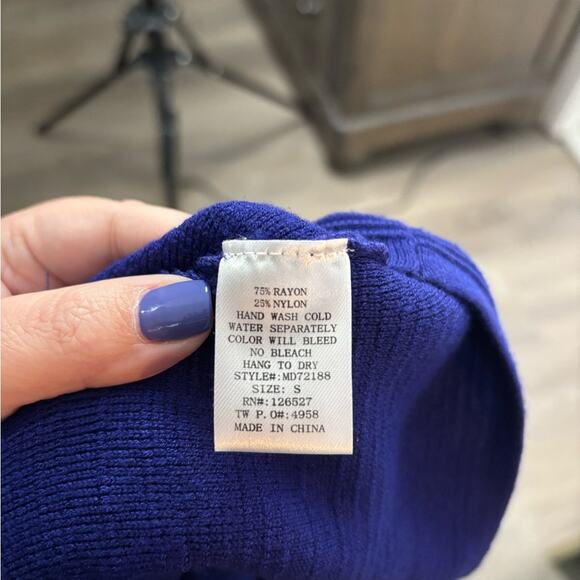 75% RAYON
25% NYLON
HAND WASH COLD
WATER SEPARATELY
COLOR WILL BLEED
NO BLEACH
HANG TO DRY
STYLE#:MD72188
SIZE: S
RN#:126527
TW P.O#:4958
MADE IN CHINA